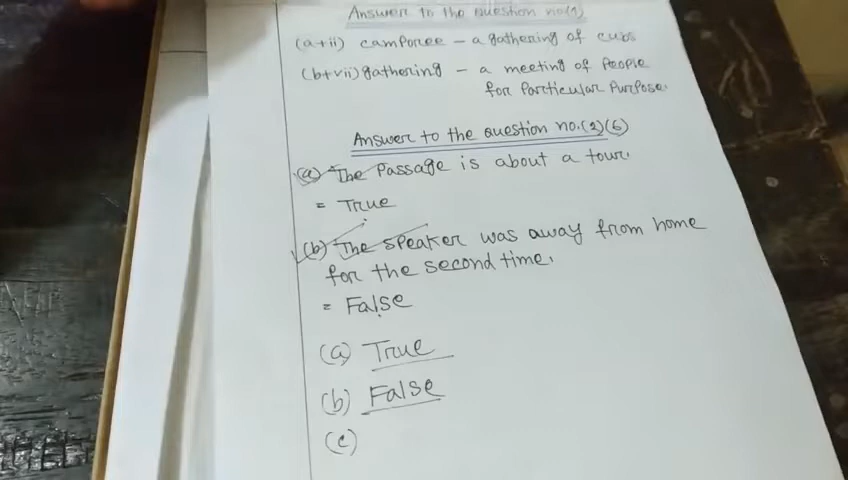 Answer to the question no(1)
(a+ii) camporee - a gathering of cubs
(b+vii) gathering - a meeting of people
for particular purpose.
Answer to the question no.(2)(6)
(a) The passage is about a tour.
= True
(b) The speaker was away from home
for the second time.
= False
(a) True
(b) False
(c)